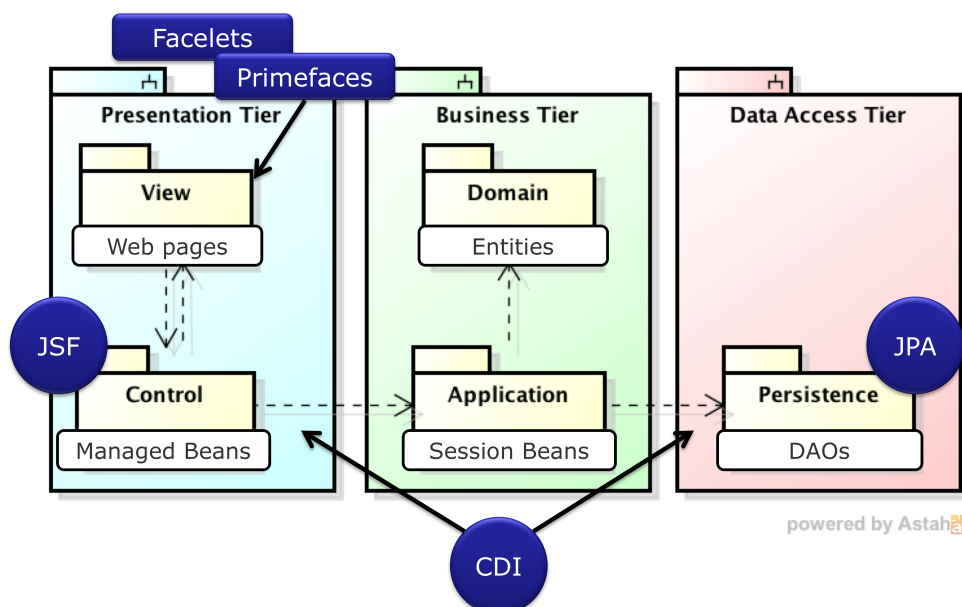 Facelets
Primefaces
Presentation Tier
Business Tier
Data Access Tier
View
Web pages
Domain
Entities
JSF
JPA
Control
Managed Beans
Application
Session Beans
Persistence
DAOs
CDI
powered by Astah